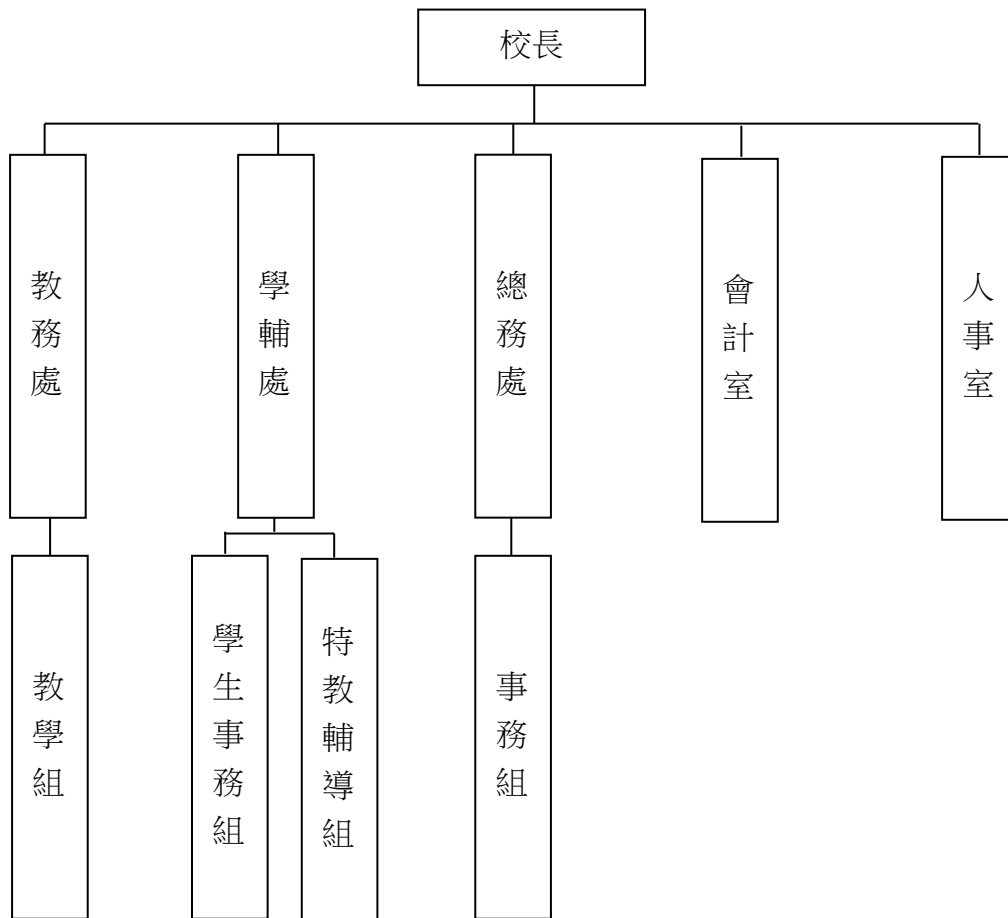 校長
教務處
學輔處
總務處
會計室
人事室
教學組
學生事務組
特教輔導組
事務組